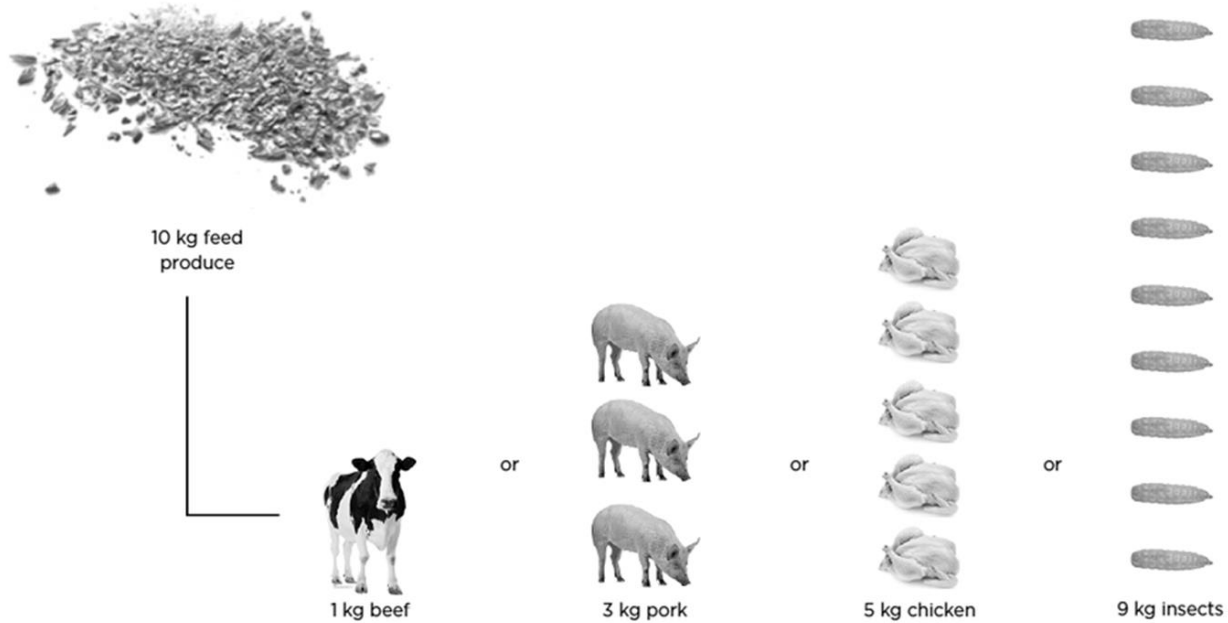 10 kg feed
produce
or
or
or
1 kg beef
3 kg pork
5 kg chicken
9 kg insects